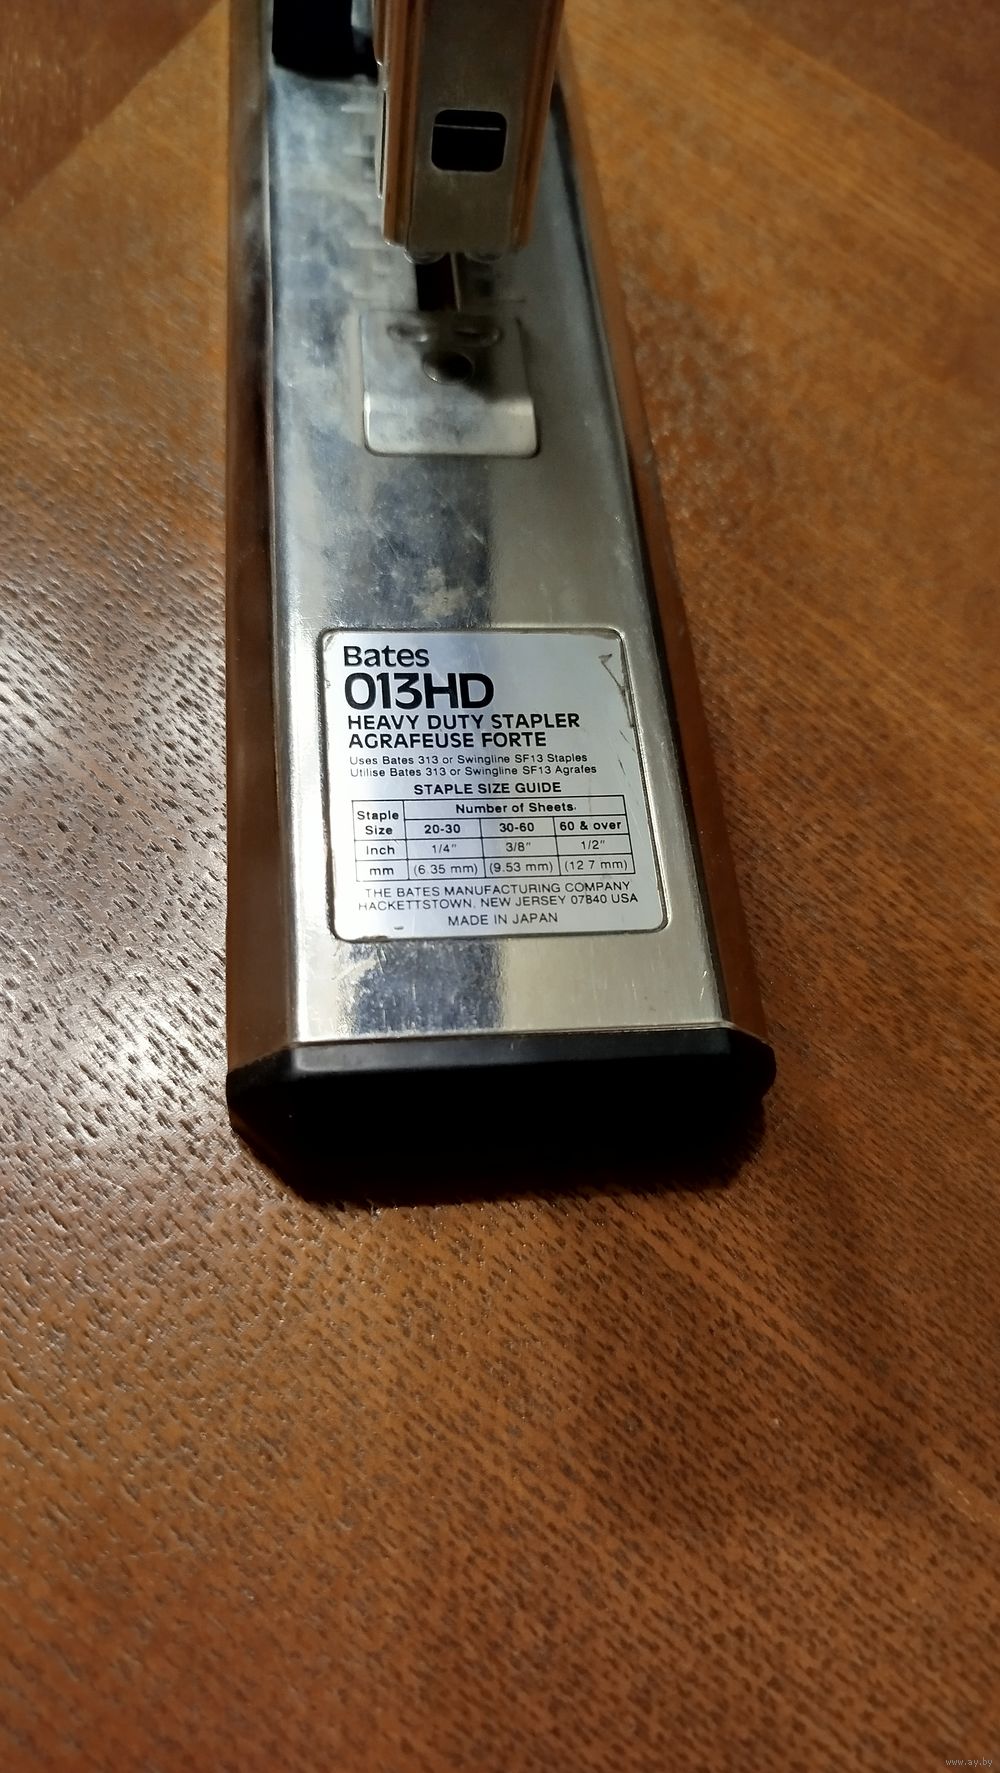 Bates
013HD
HEAVY DUTY STAPLER
AGRAFEUSE FORTE
Uses Bates 313 or Swingline SF13 Staples
Utilise Bates 313 or Swingline SF13 Agrafes
STAPLE SIZE GUIDE
Staple Size Number of Sheets
20-30 30-60 60 & over
Inch 1/4" 3/8" 1/2"
mm (6.35 mm) (9.53 mm) (12 7 mm)
THE BATES MANUFACTURING COMPANY
HACKETTSTOWN, NEW JERSEY 07840 USA
MADE IN JAPAN
www.ay.by